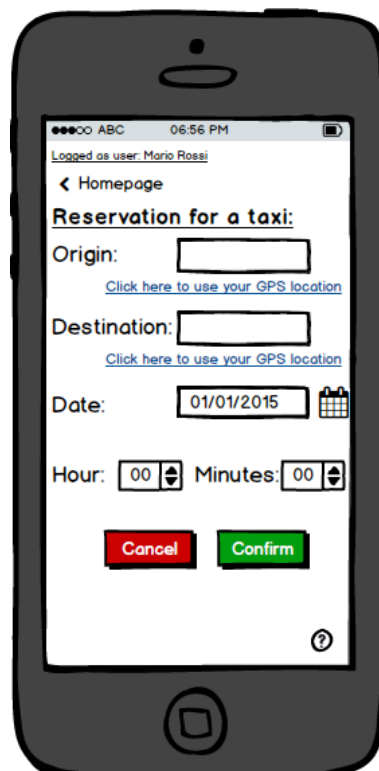 ABC 06:56 PM
Logged as user: Mario Rossi
Homepage
Reservation for a taxi:
Origin:
Click here to use your GPS location
Destination:
Click here to use your GPS location
Date: 01/01/2015
Hour: 00 Minutes: 00
Cancel Confirm
?